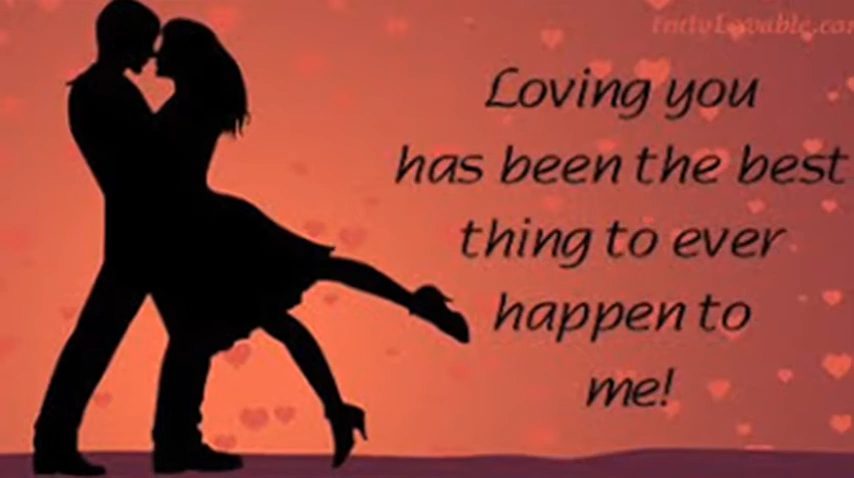 Loving you
has been the best
thing to ever
happen to
me!